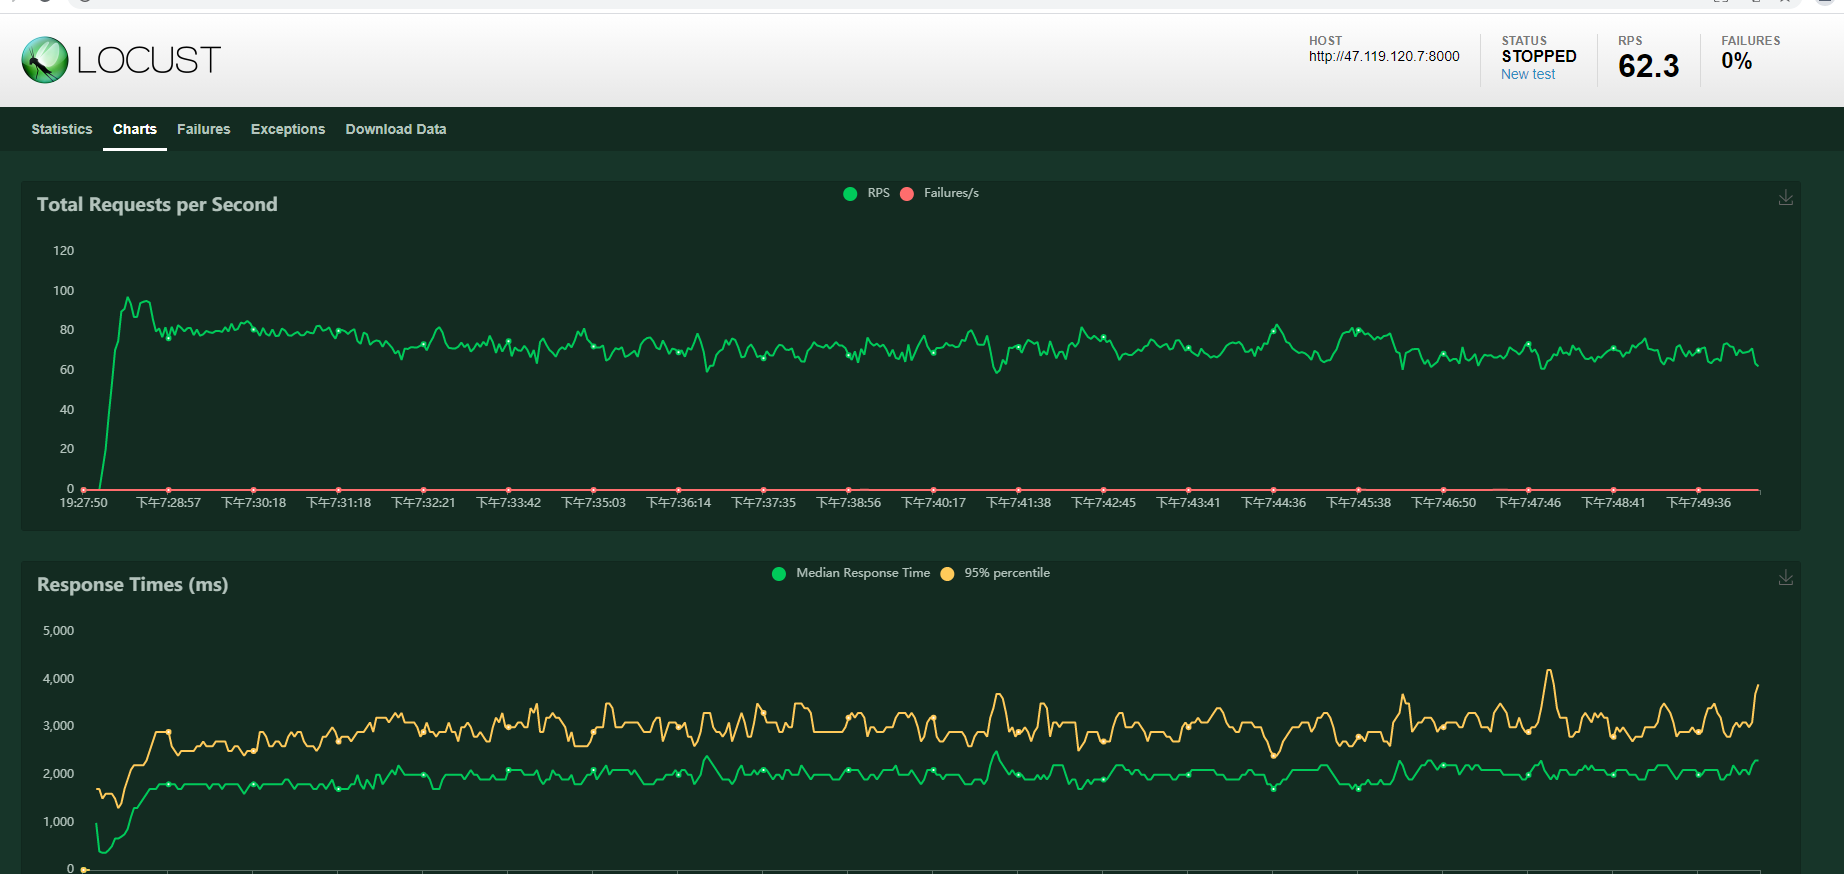 LOCUST
HOST
http://47.119.120.7:8000
STATUS
STOPPED
New test
RPS
62.3
FAILURES
0%
Statistics Charts Failures Exceptions Download Data
Total Requests per Second
RPS Failures/s
120
100
80
60
40
20
0
19:27:50 下午7:28:57 下午7:30:18 下午7:31:18 下午7:32:21 下午7:33:42 下午7:35:03 下午7:36:14 下午7:37:35 下午7:38:56 下午7:40:17 下午7:41:38 下午7:42:45 下午7:43:41 下午7:44:36 下午7:45:38 下午7:46:50 下午7:47:46 下午7:48:41 下午7:49:36
Response Times (ms)
Median Response Time 95% percentile
5,000
4,000
3,000
2,000
1,000
0